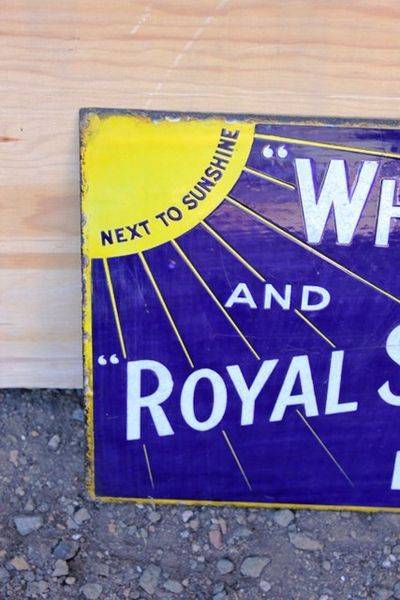 NEXT TO SUNSHINE
"WH
AND
"ROYAL S